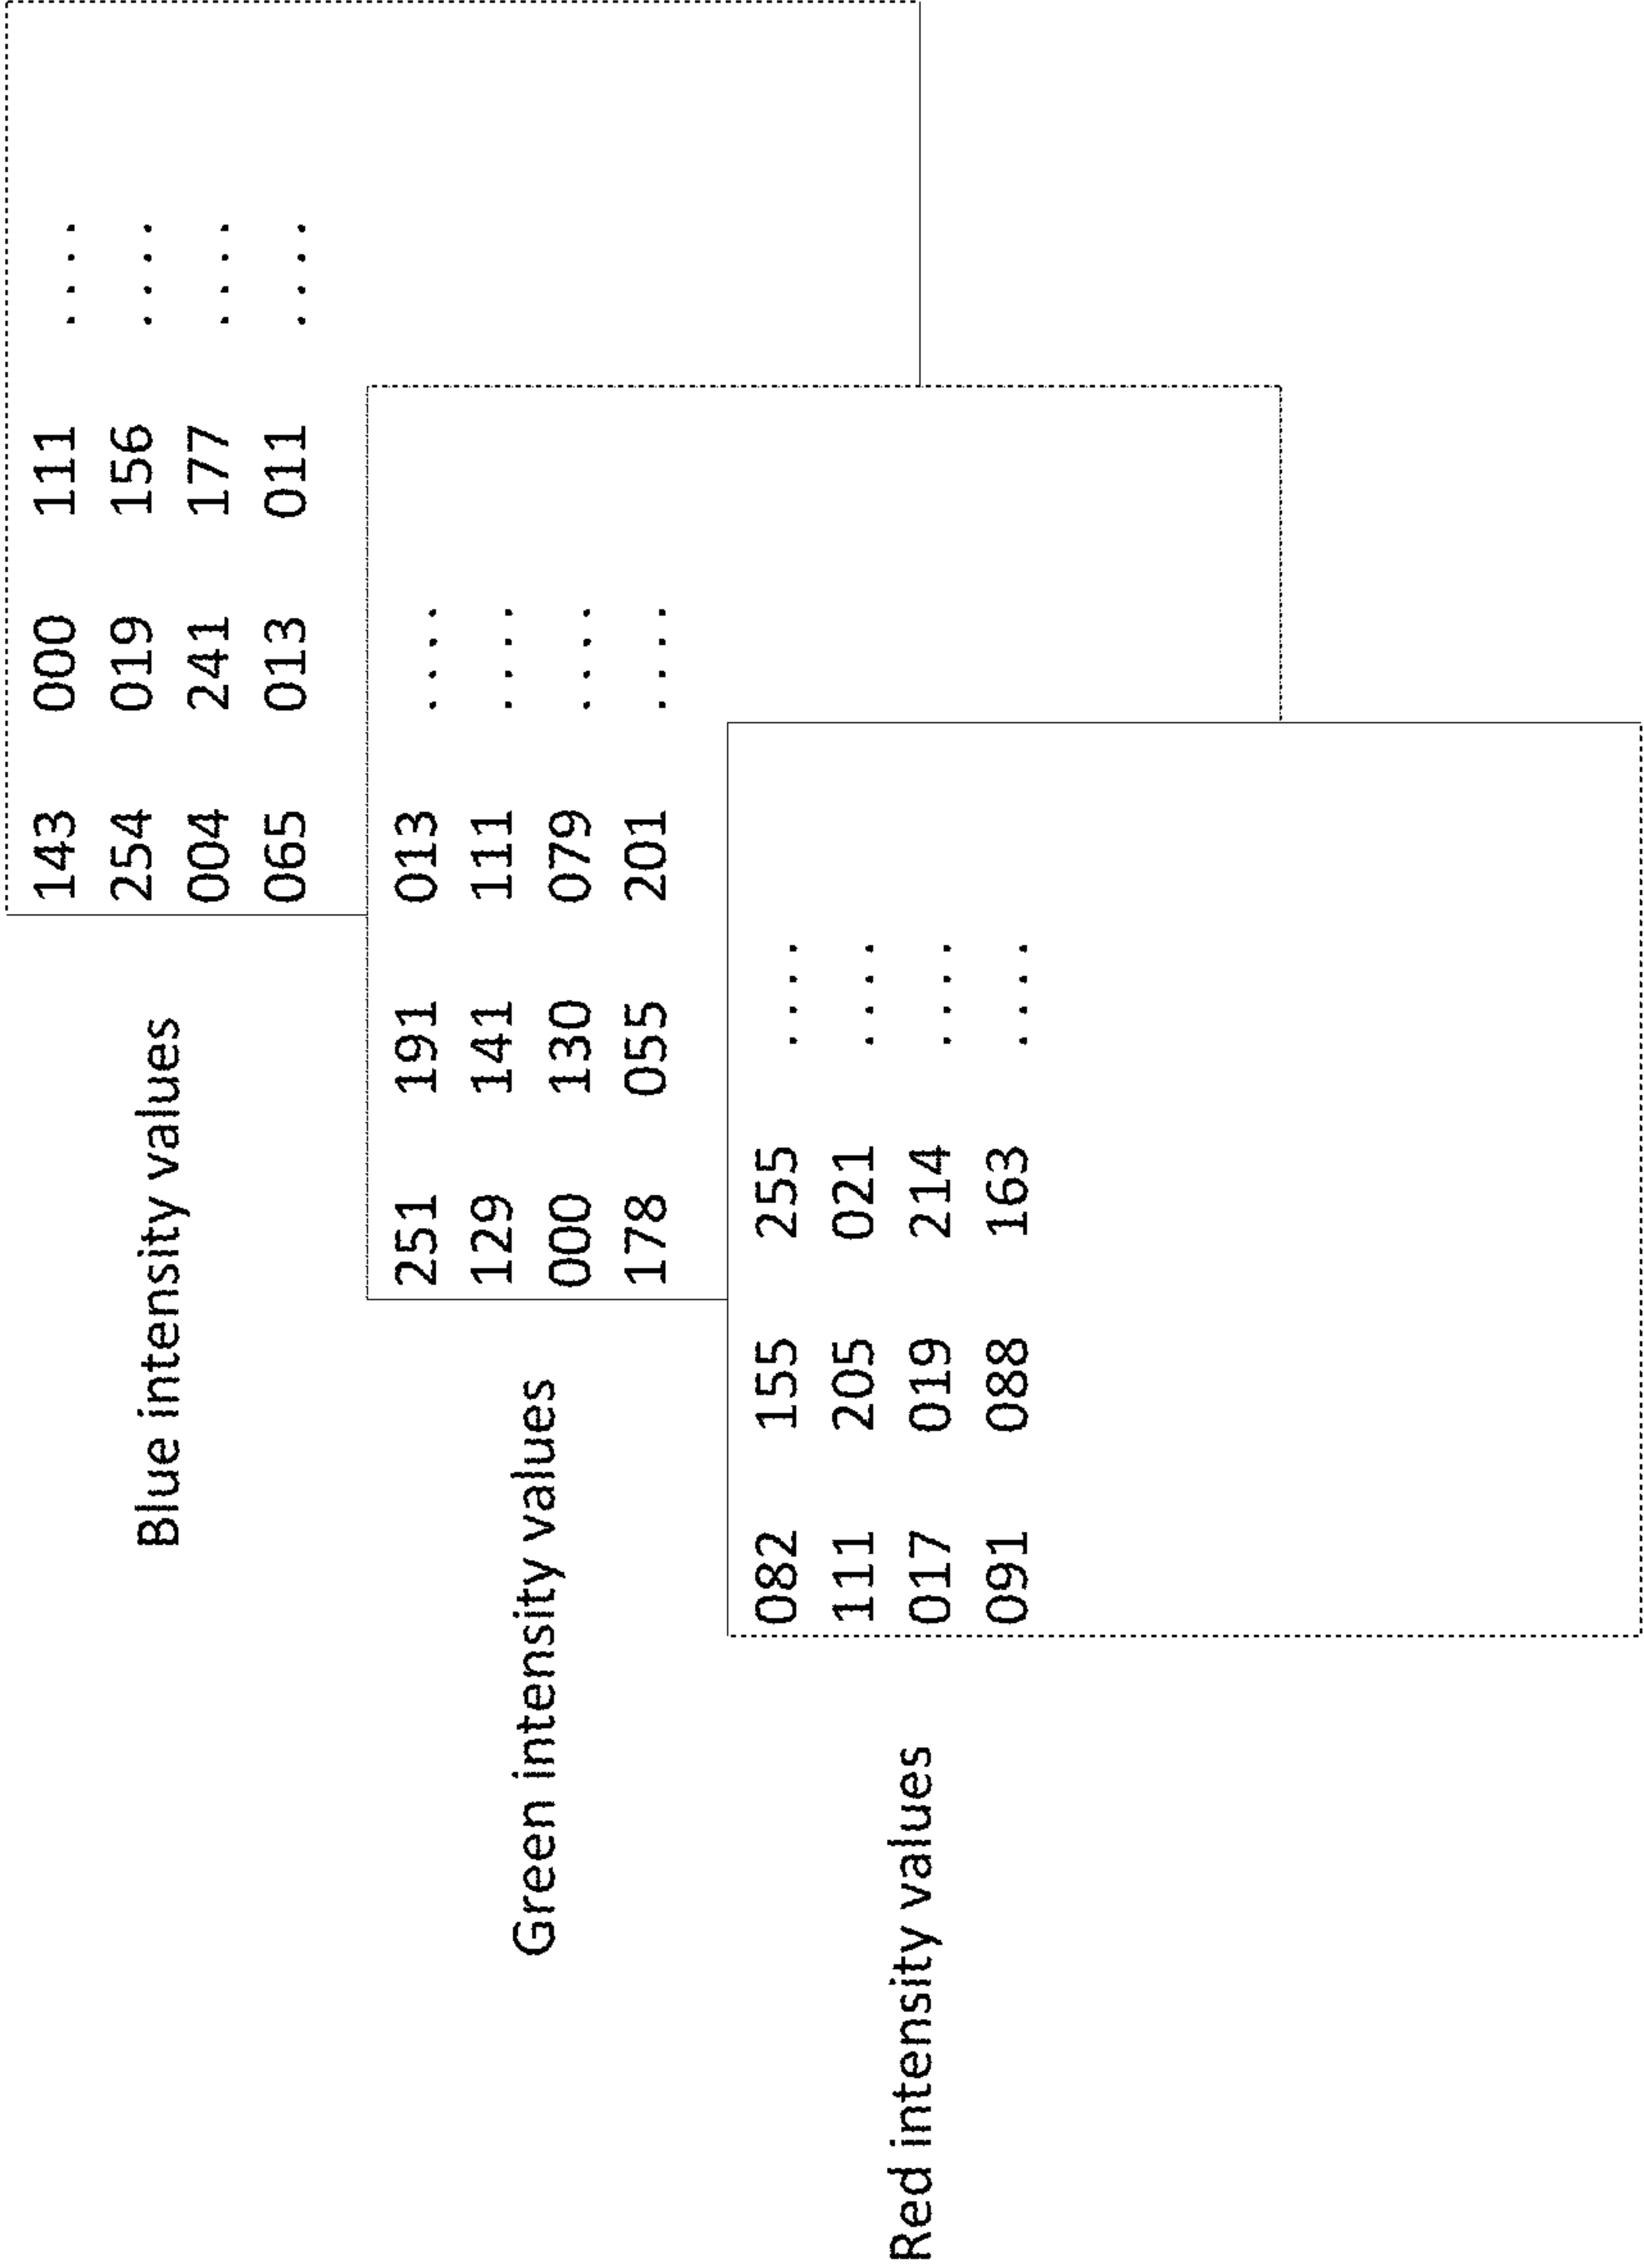 Blue intensity values
143 000 111 ....
254 019 156 ....
004 241 177 ....
065 013 011 ....
Green intensity values
251 191 013 ....
129 141 111 ....
000 130 079 ....
178 055 201 ....
Red intensity values
082 155 255 ....
111 205 021 ....
017 019 214 ....
091 088 163 ....